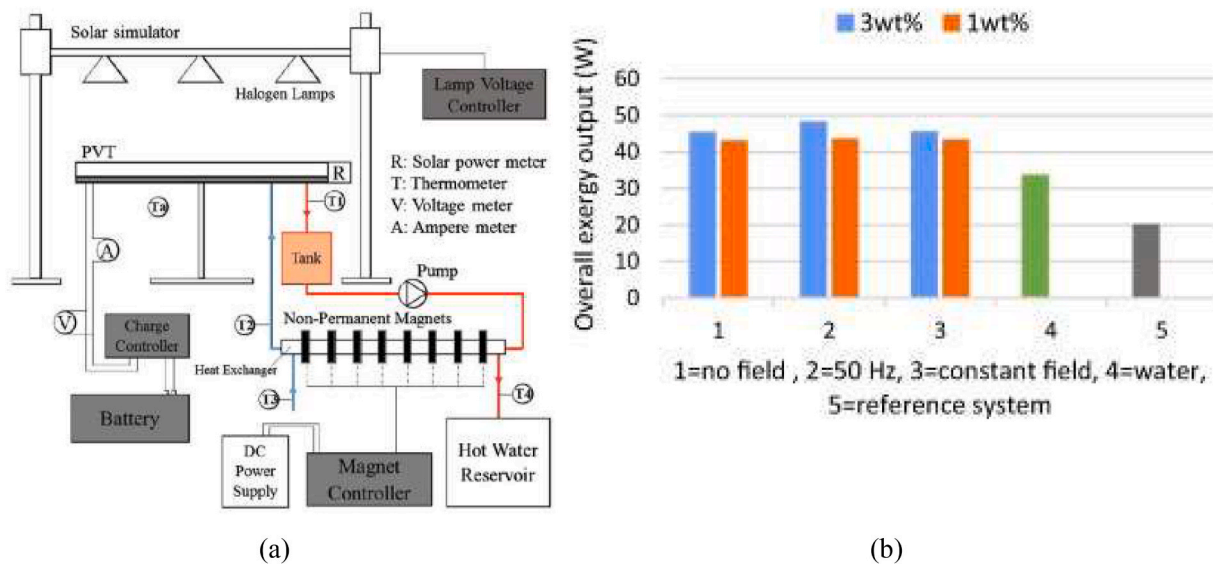 Solar simulator
Halogen Lamps
Lamp Voltage
Controller
PVT
R
R: Solar power meter
T: Thermometer
V: Voltage meter
A: Ampere meter
Ta
T1
A
Tank
Pump
V
T2
Non-Permanent Magnets
Charge
Controller
Heat Exchanger
T3
T4
Battery
DC
Power
Supply
Magnet
Controller
Hot Water
Reservoir
(a)
3wt% 1wt%
Overall exergy output (W)
60
50
40
30
20
10
0
1 2 3 4 5
1=no field , 2=50 Hz, 3=constant field, 4=water,
5=reference system
(b)